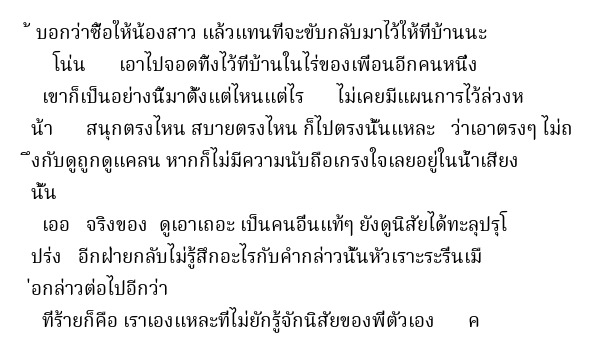 ้ บอกว่าซื้อให้น้องสาว แล้วแทนที่จะขับกลับมาไว้ให้ที่บ้านนะ
โน่น เอาไปจอดทิ้งไว้ที่บ้านในไร่ของเพื่อนอีกคนหนึ่ง
เขาก็เป็นอย่างนี้มาตั้งแต่ไหนแต่ไร ไม่เคยมีแผนการไว้ล่วงห
น้า สนุกตรงไหน สบายตรงไหน ก็ไปตรงนั้นแหละ ว่าเอาตรงๆ ไม่ถ
ึงกับดูถูกดูแคลน หากก็ไม่มีความนับถือเกรงใจเลยอยู่ในน้ำเสียง
นั้น
เออ จริงของ ดูเอาเถอะ เป็นคนอื่นแท้ๆ ยังดูนิสัยได้ทะลุปรุโ
ปร่ง อีกฝ่ายกลับไม่รู้สึกอะไรกับคำกล่าวนั้นหัวเราะระรื่นเมื
่อกล่าวต่อไปอีกว่า
ที่ร้ายก็คือ เราเองแหละที่ไม่ยักรู้จักนิสัยของพี่ตัวเอง ค